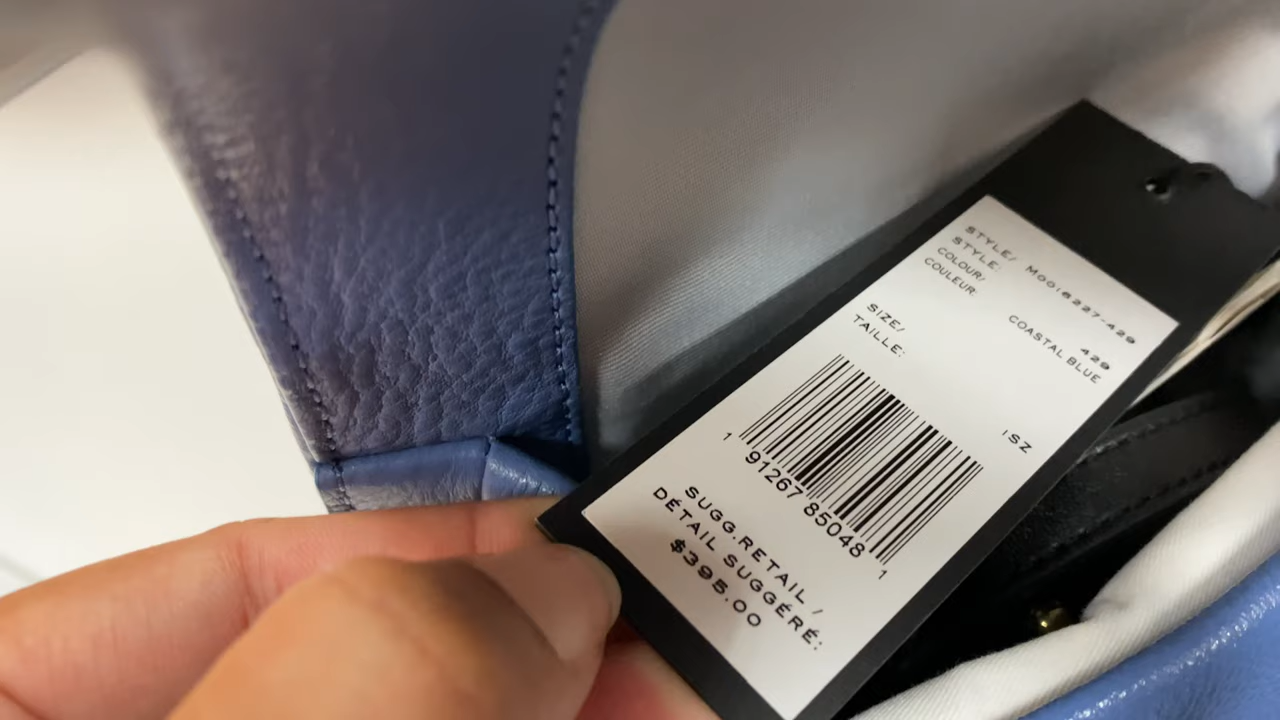 STYLE/
STYLE: M0016227-429
COLOUR/ 429
COULEUR: COASTAL BLUE
SIZE/
TAILLE: 1SZ
1 91267 85048 1
SUGG.RETAIL /
DÉTAIL SUGGÉRÉ:
$395.00